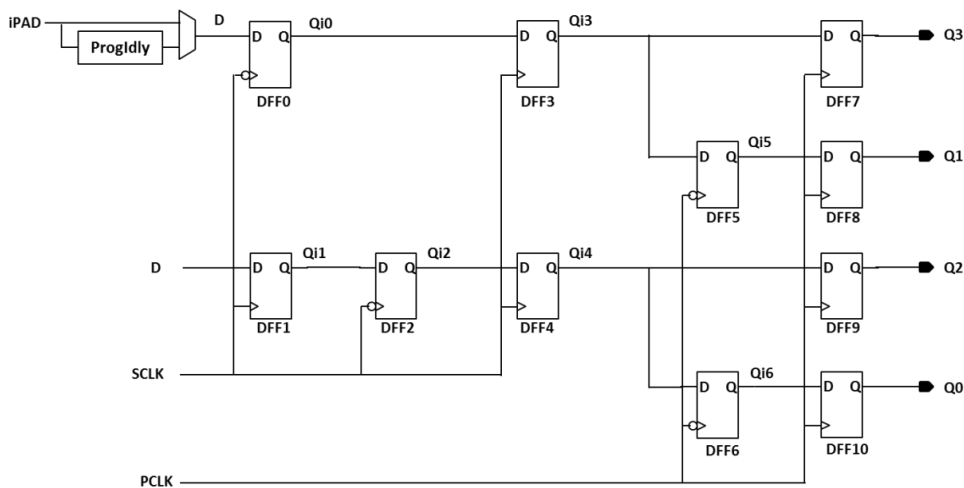 iPAD D Qi0 Qi3
ProgIdly
D Q D Q D Q Q3
DFF0 DFF3 DFF7
Qi5
D Q D Q Q1
DFF5 DFF8
D Qi1 Qi2 Qi4
D Q D Q D Q D Q Q2
DFF1 DFF2 DFF4 DFF9
SCLK Qi6
D Q D Q Q0
DFF6 DFF10
PCLK